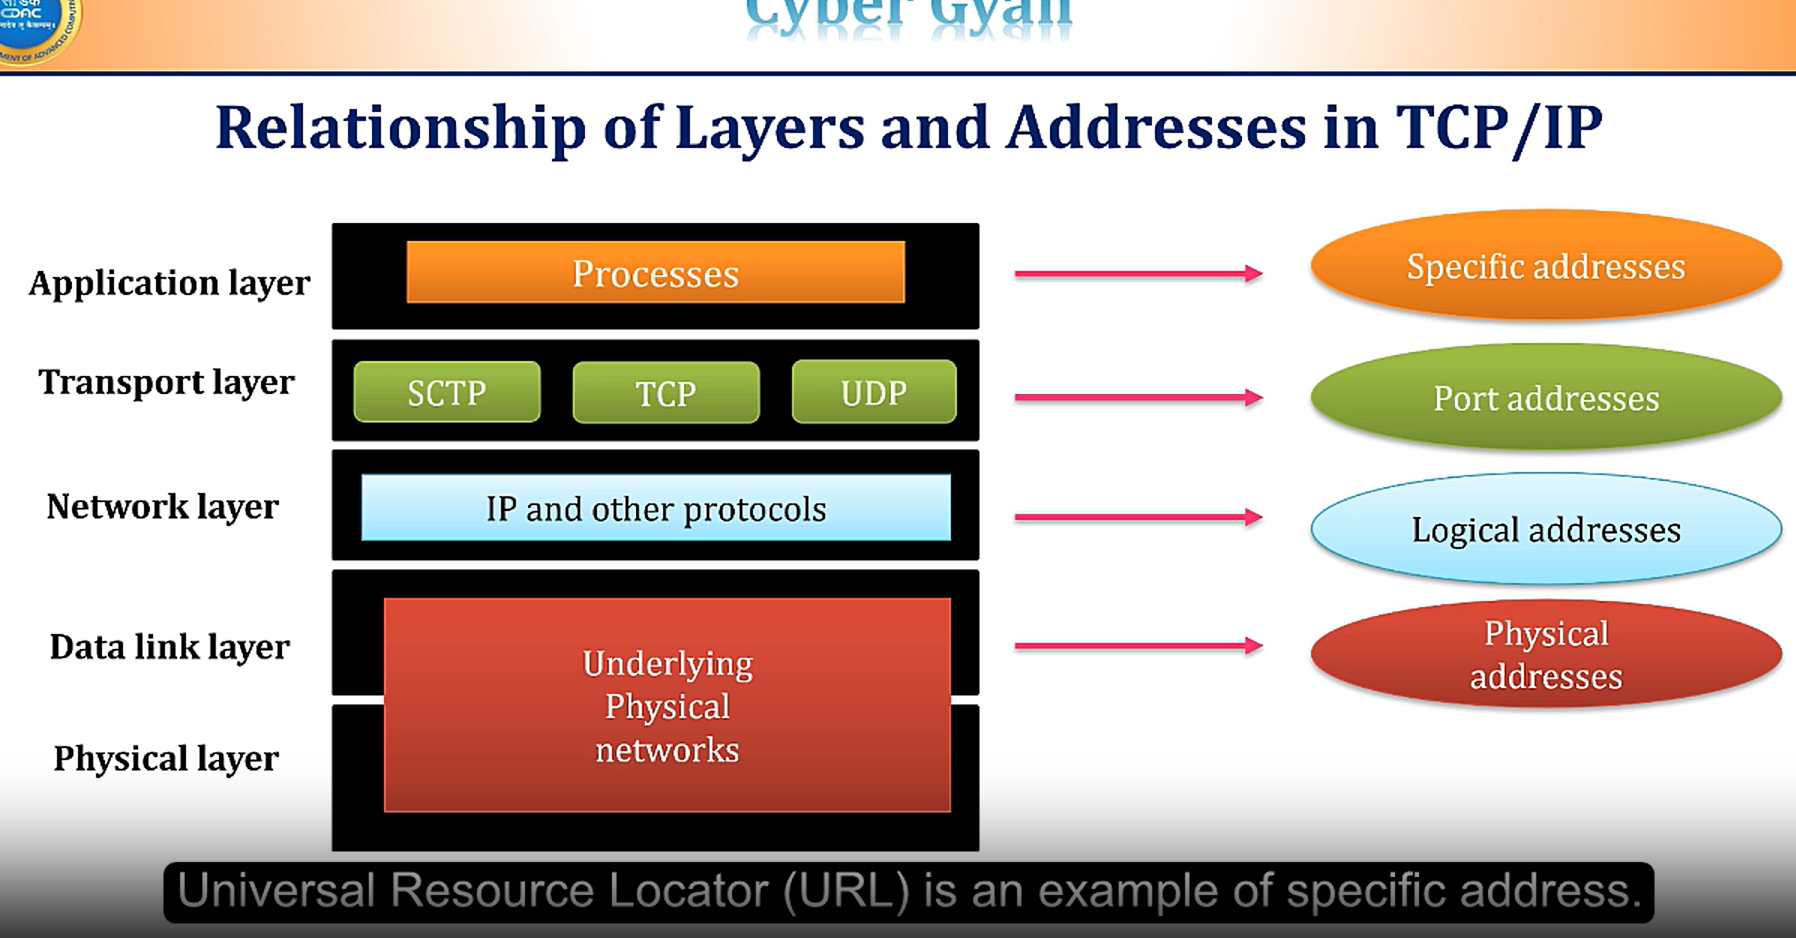 CDAC
Cyber Gyan
Relationship of Layers and Addresses in TCP/IP
Application layer
Processes
Specific addresses
Transport layer
SCTP
TCP
UDP
Port addresses
Network layer
IP and other protocols
Logical addresses
Data link layer
Underlying
Physical
networks
Physical
addresses
Physical layer
Universal Resource Locator (URL) is an example of specific address.